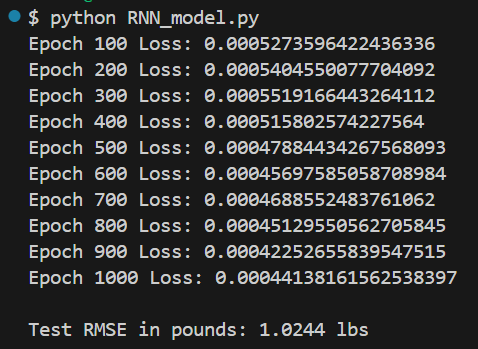 $ python RNN_model.py
Epoch 100 Loss: 0.0005273596422436336
Epoch 200 Loss: 0.0005404550077704092
Epoch 300 Loss: 0.0005519166443264112
Epoch 400 Loss: 0.000515802574227564
Epoch 500 Loss: 0.00047884434267568093
Epoch 600 Loss: 0.00045697585058708984
Epoch 700 Loss: 0.0004688552483761062
Epoch 800 Loss: 0.00045129550562705845
Epoch 900 Loss: 0.00042252655839547515
Epoch 1000 Loss: 0.00044138161562538397
Test RMSE in pounds: 1.0244 lbs